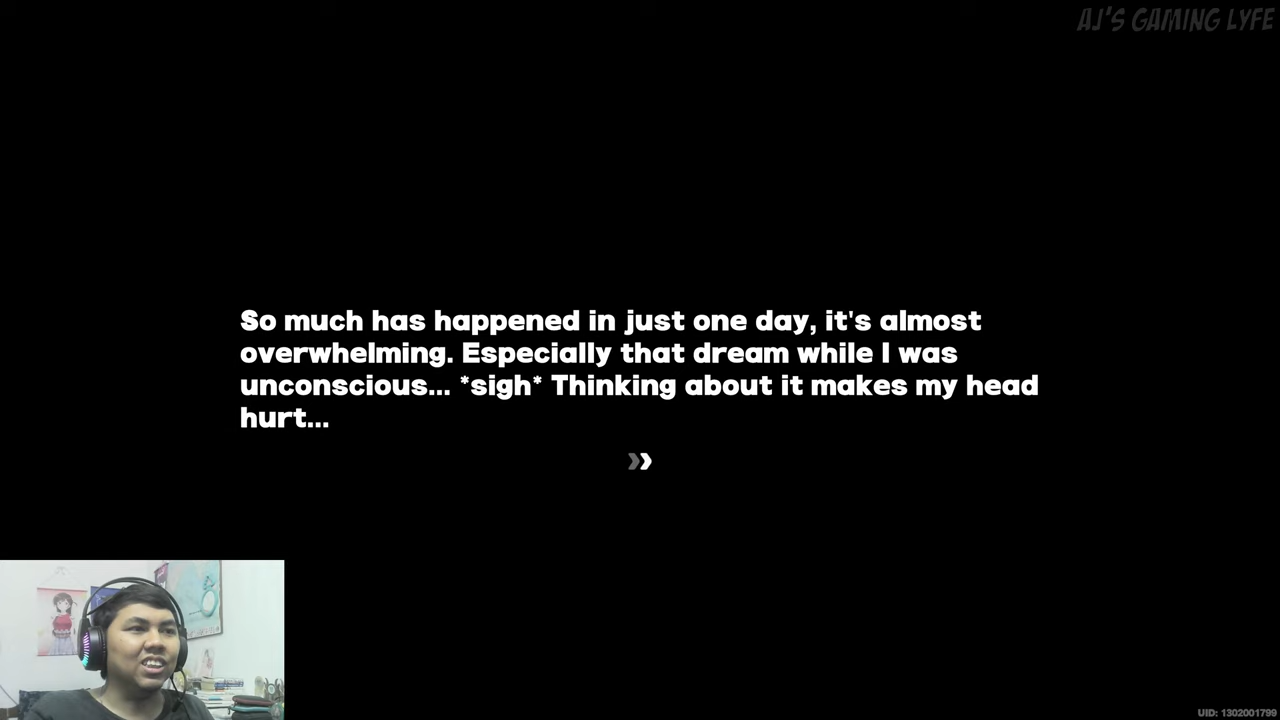 AJ'S GAMING LYFE
So much has happened in just one day, it's almost
overwhelming. Especially that dream while I was
unconscious... *sigh* Thinking about it makes my head
hurt...
UID: 1302001799